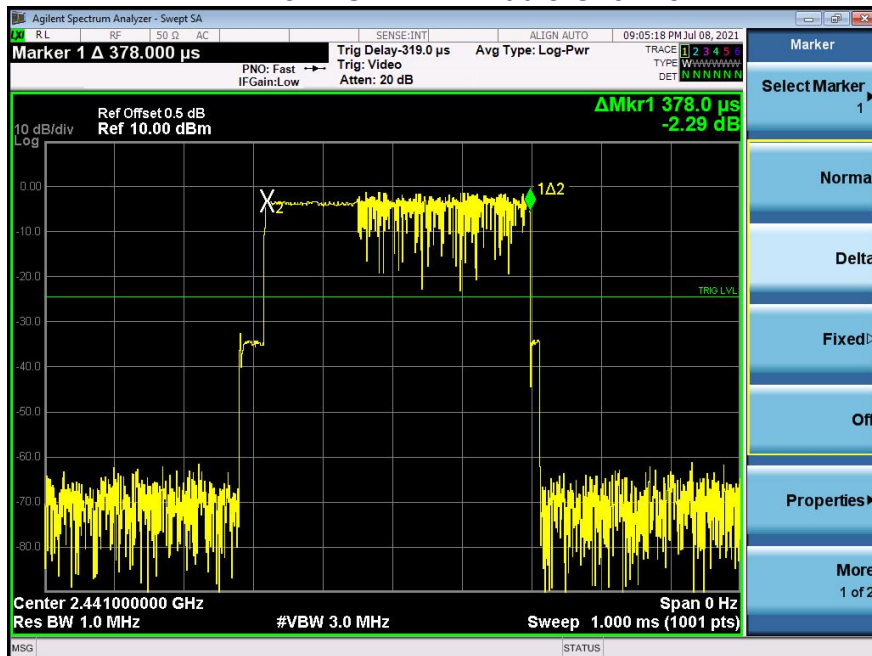 Agilent Spectrum Analyzer - Swept SA
LXI RL RF 50 Ω AC SENSE:INT ALIGN AUTO 09:05:18 PM Jul 08, 2021
Marker 1 Δ 378.000 µs
PNO: Fast
IFGain:Low
Trig Delay-319.0 µs
Trig: Video
Atten: 20 dB
Avg Type: Log-Pwr
TRACE 1 2 3 4 5 6
TYPE WWWWWW
DET N N N N N N
Marker
Select Marker
1
Norma
Delta
Fixed
Off
Properties
More
1 of 2
ΔMkr1 378.0 µs
-2.29 dB
Ref Offset 0.5 dB
10 dB/div Ref 10.00 dBm
Log
0.00
-10.0
-20.0
-30.0
-40.0
-50.0
-60.0
-70.0
-80.0
X2
1Δ2
TRIG LVL
Center 2.441000000 GHz Span 0 Hz
Res BW 1.0 MHz #VBW 3.0 MHz Sweep 1.000 ms (1001 pts)
MSG STATUS